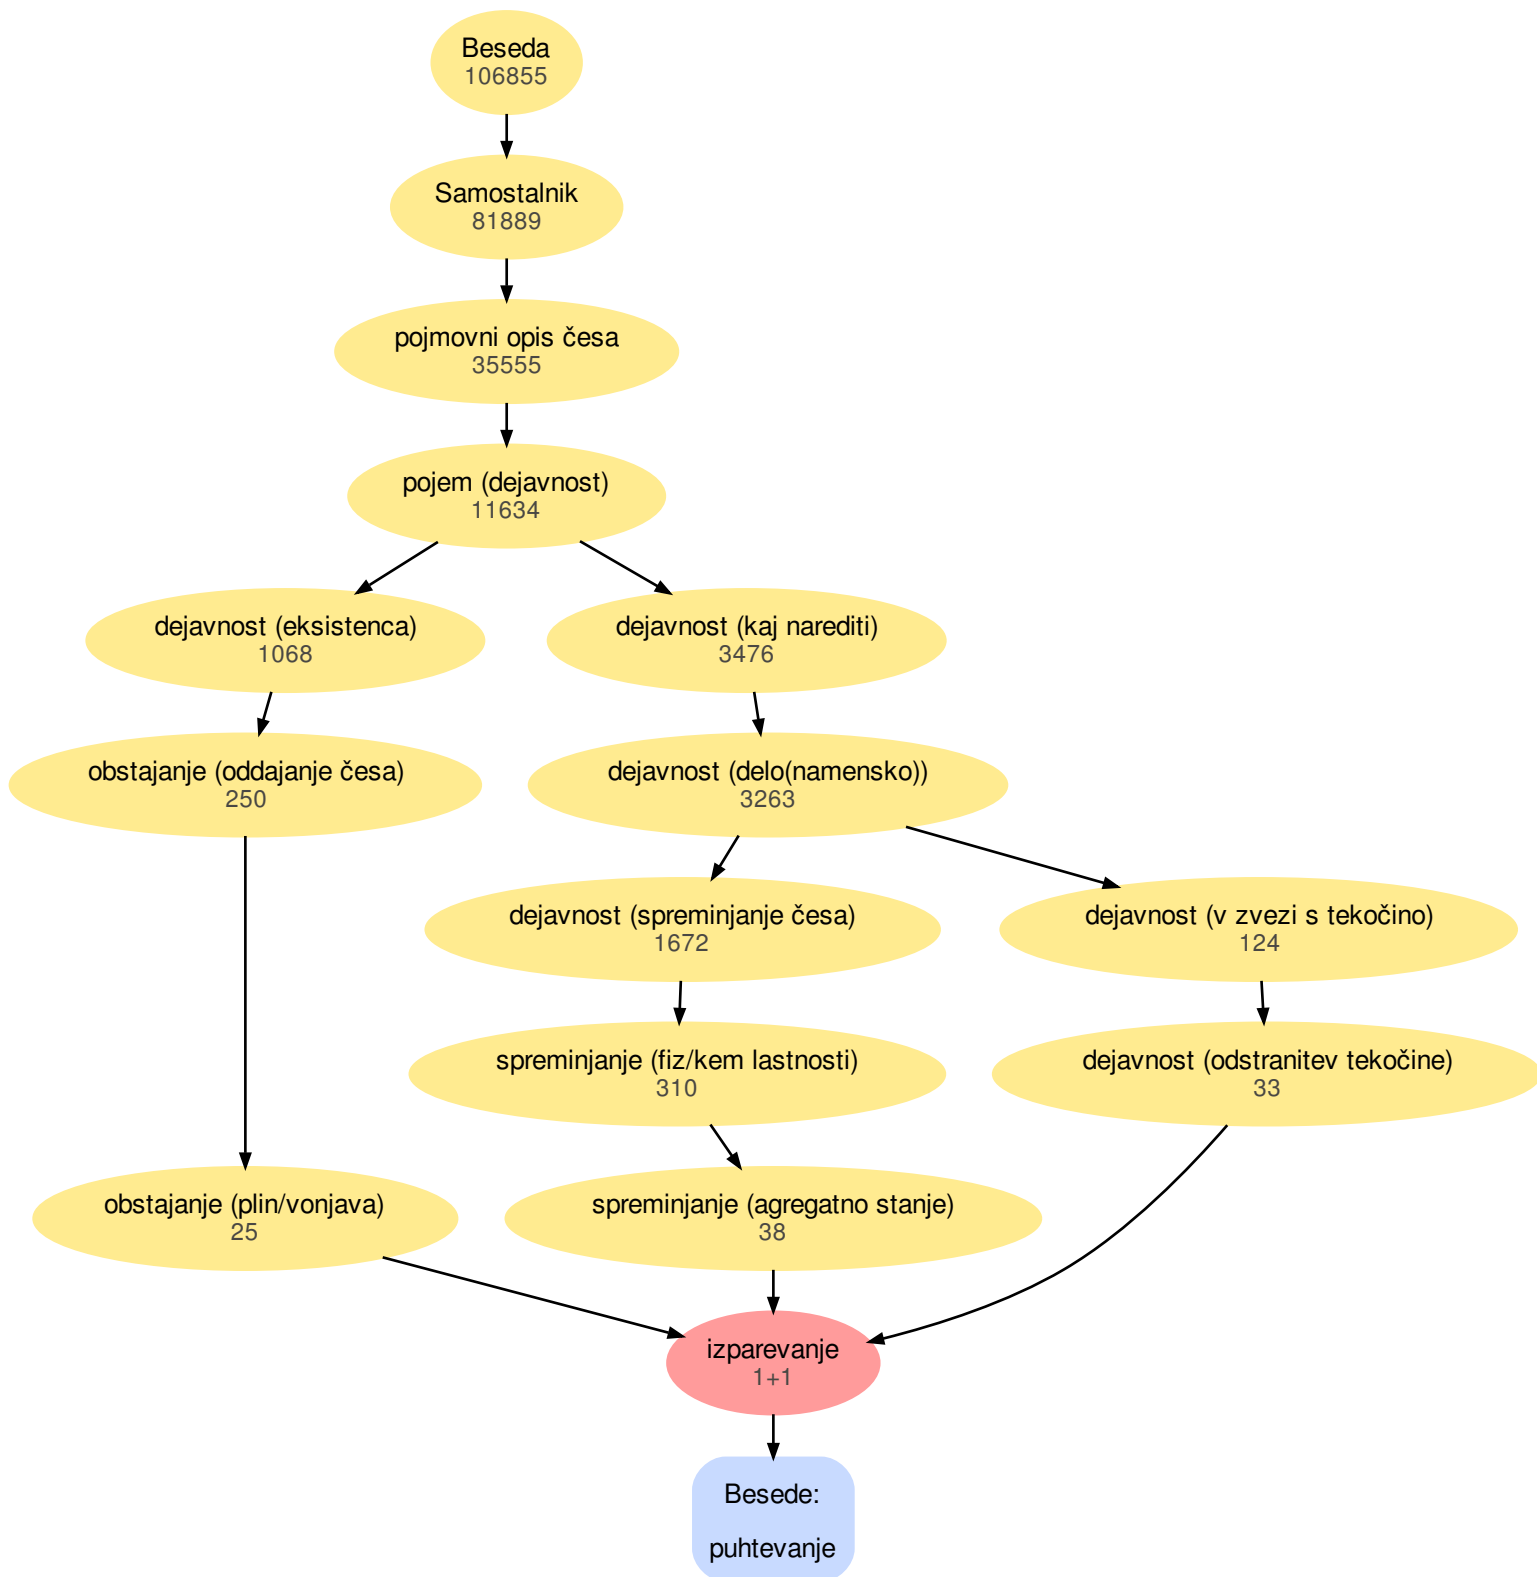 Beseda
106855
Samostalnik
81889
pojmovni opis česa
35555
pojem (dejavnost)
11634
dejavnost (eksistenca)
1068
dejavnost (kaj narediti)
3476
obstajanje (oddajanje česa)
250
dejavnost (delo(namensko))
3263
dejavnost (spreminjanje česa)
1672
dejavnost (v zvezi s tekočino)
124
spreminjanje (fiz/kem lastnosti)
310
dejavnost (odstranitev tekočine)
33
obstajanje (plin/vonjava)
25
spreminjanje (agregatno stanje)
38
izparevanje
1+1
Besede:
puhtevanje